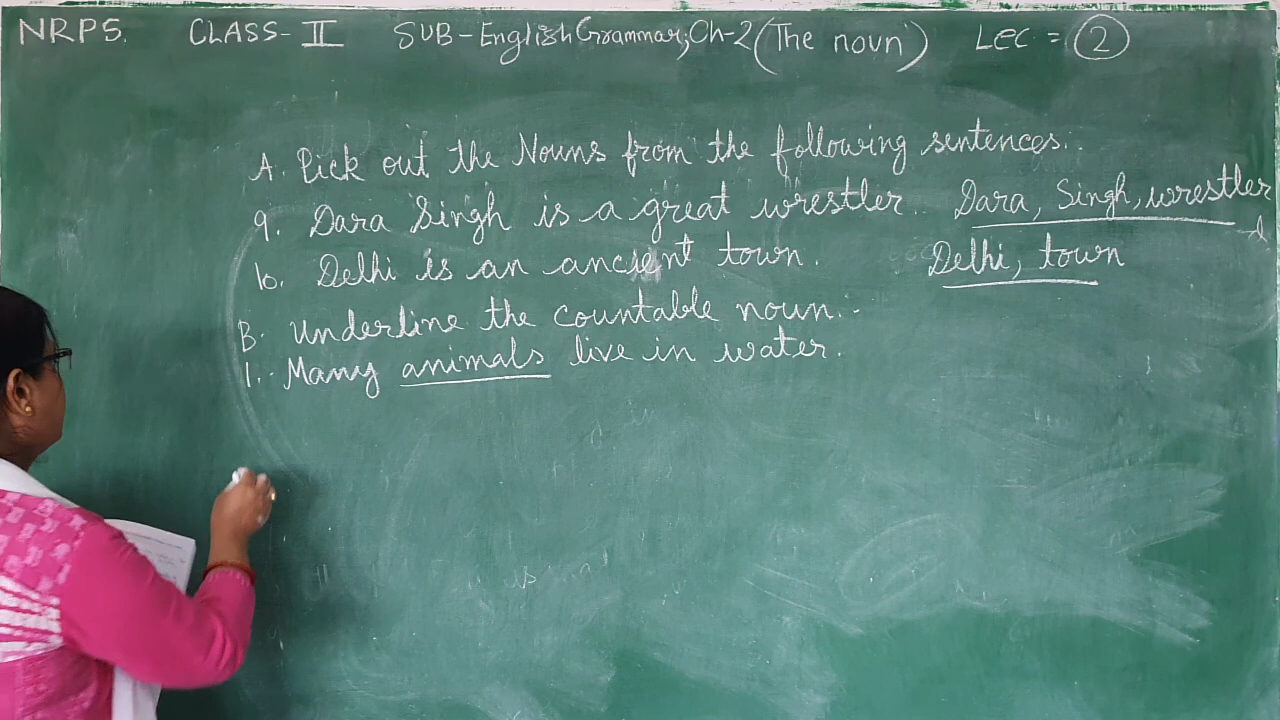 NRPS. CLASS-II SUB-English Grammar, Ch-2 (The noun) Lec = 2
A. Pick out the Nouns from the following sentences..
9. Dara Singh is a great wrestler. Dara, Singh, wrestler
10. Delhi is an ancient town. Delhi, town
B. Underline the countable noun.
1. Many animals live in water.